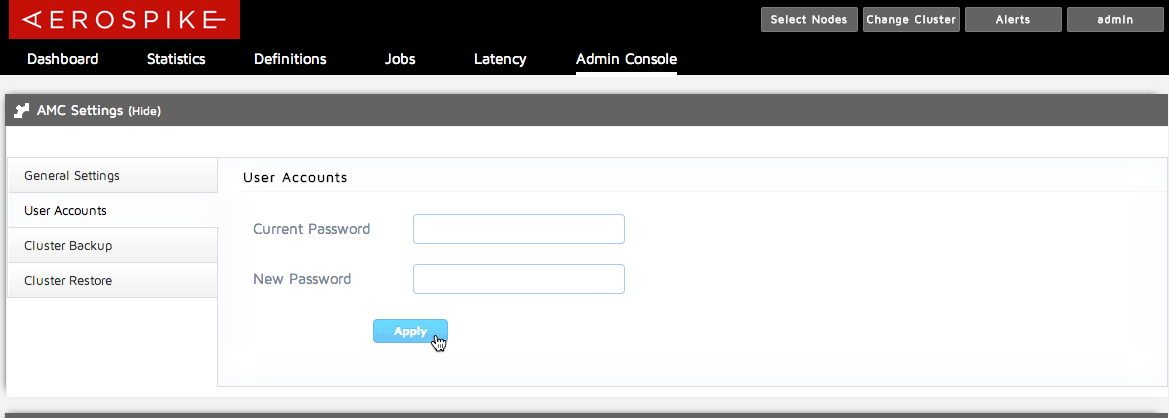 AEROSPIKE
Select Nodes Change Cluster Alerts admin
Dashboard Statistics Definitions Jobs Latency Admin Console
AMC Settings (Hide)
General Settings
User Accounts
Cluster Backup
Cluster Restore
User Accounts
Current Password
New Password
Apply